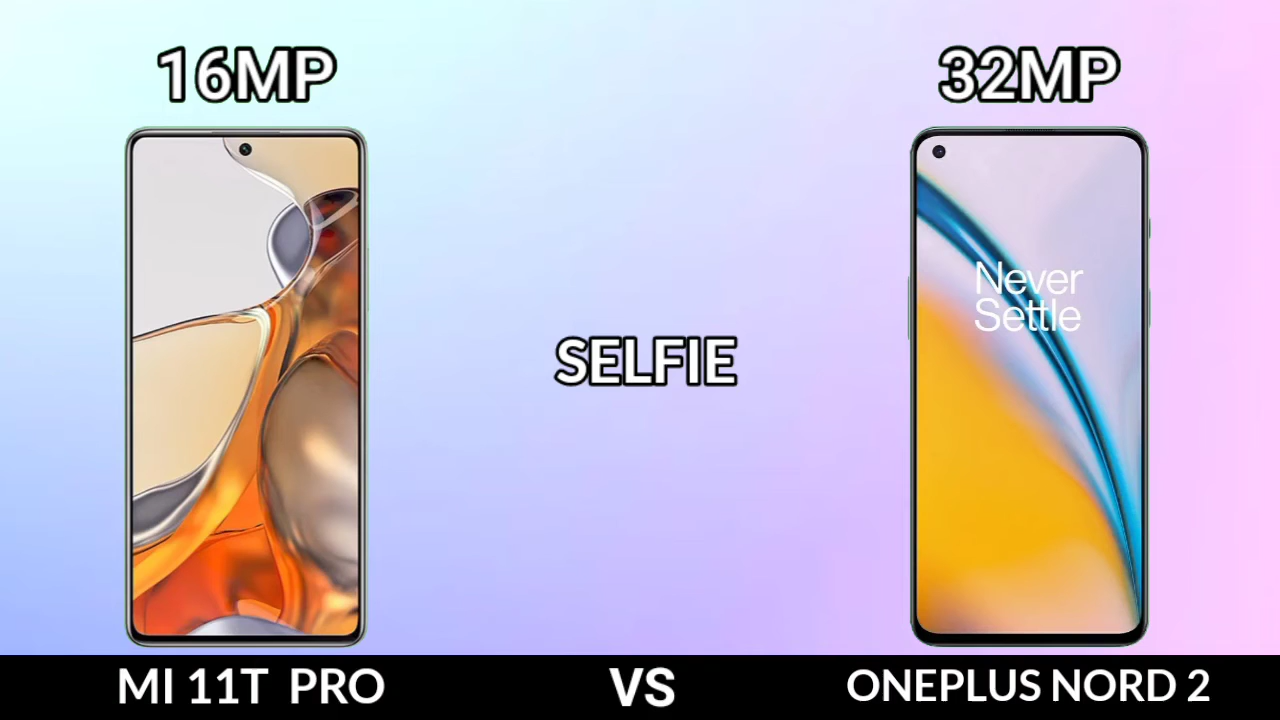 16MP
32MP
Never
Settle
SELFIE
MI 11T PRO
VS
ONEPLUS NORD 2